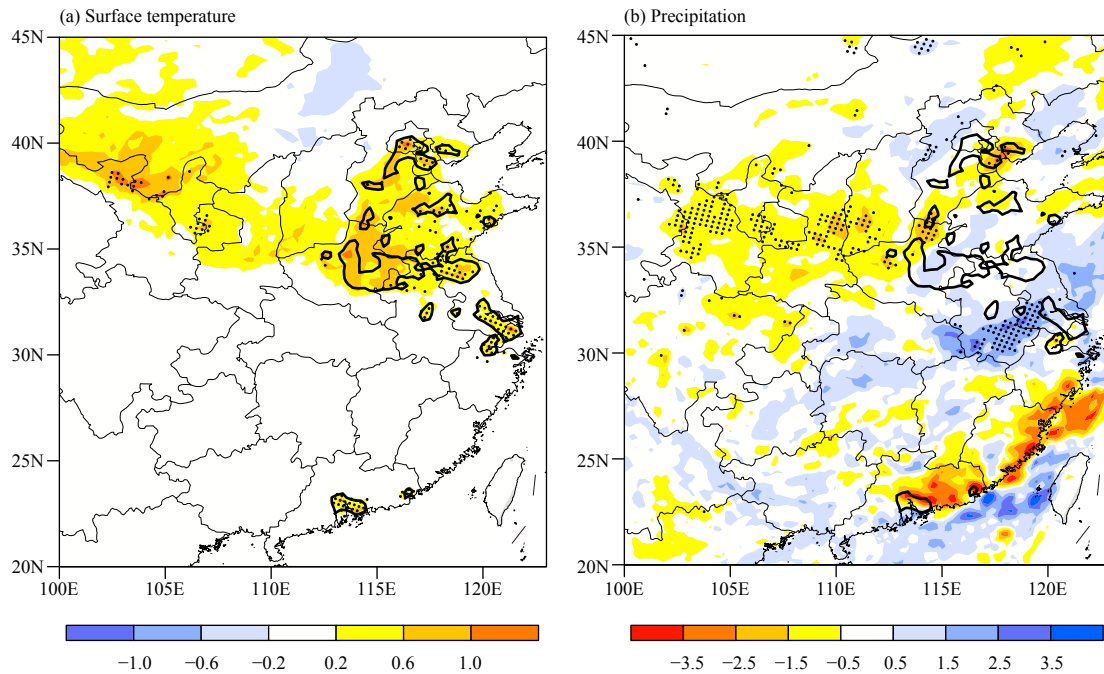 (a) Surface temperature
(b) Precipitation
45N
40N
35N
30N
25N
20N
100E 105E 110E 115E 120E
−1.0 −0.6 −0.2 0.2 0.6 1.0
45N
40N
35N
30N
25N
20N
100E 105E 110E 115E 120E
−3.5 −2.5 −1.5 −0.5 0.5 1.5 2.5 3.5